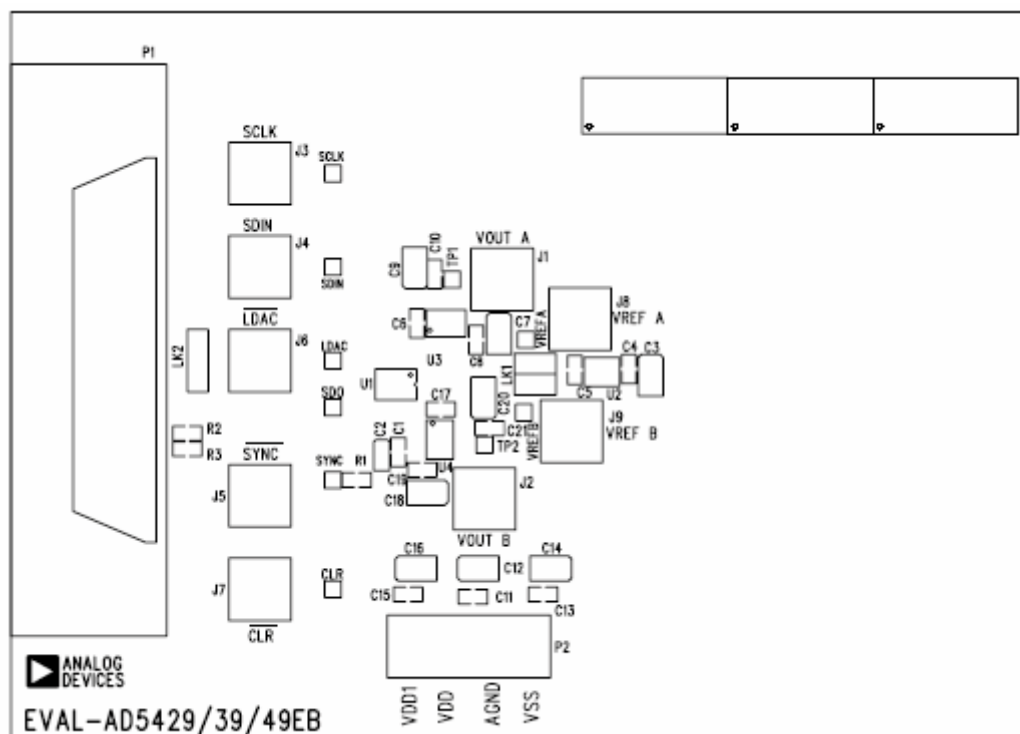 P1
SCLK
J3
SCLK
SDIN
J4
SDIN
VOUT A
J1
C9
C10
TP1
J8
VREF A
LDAC
J6
LDAC
LK2
C6
U3
C8
C7
VREFA
LK1
C5
U2
C4
C3
U1
SDO
C17
C20
C21
TP2
VREFB
J9
VREF B
R2
R3
SYNC
J5
SYNC
R1
C2
C1
C19
U4
C18
J2
VOUT B
C16
C12
C14
C15
C11
C13
J7
CLR
CLR
P2
VDD1
VDD
AGND
VSS
ANALOG
DEVICES
EVAL-AD5429/39/49EB